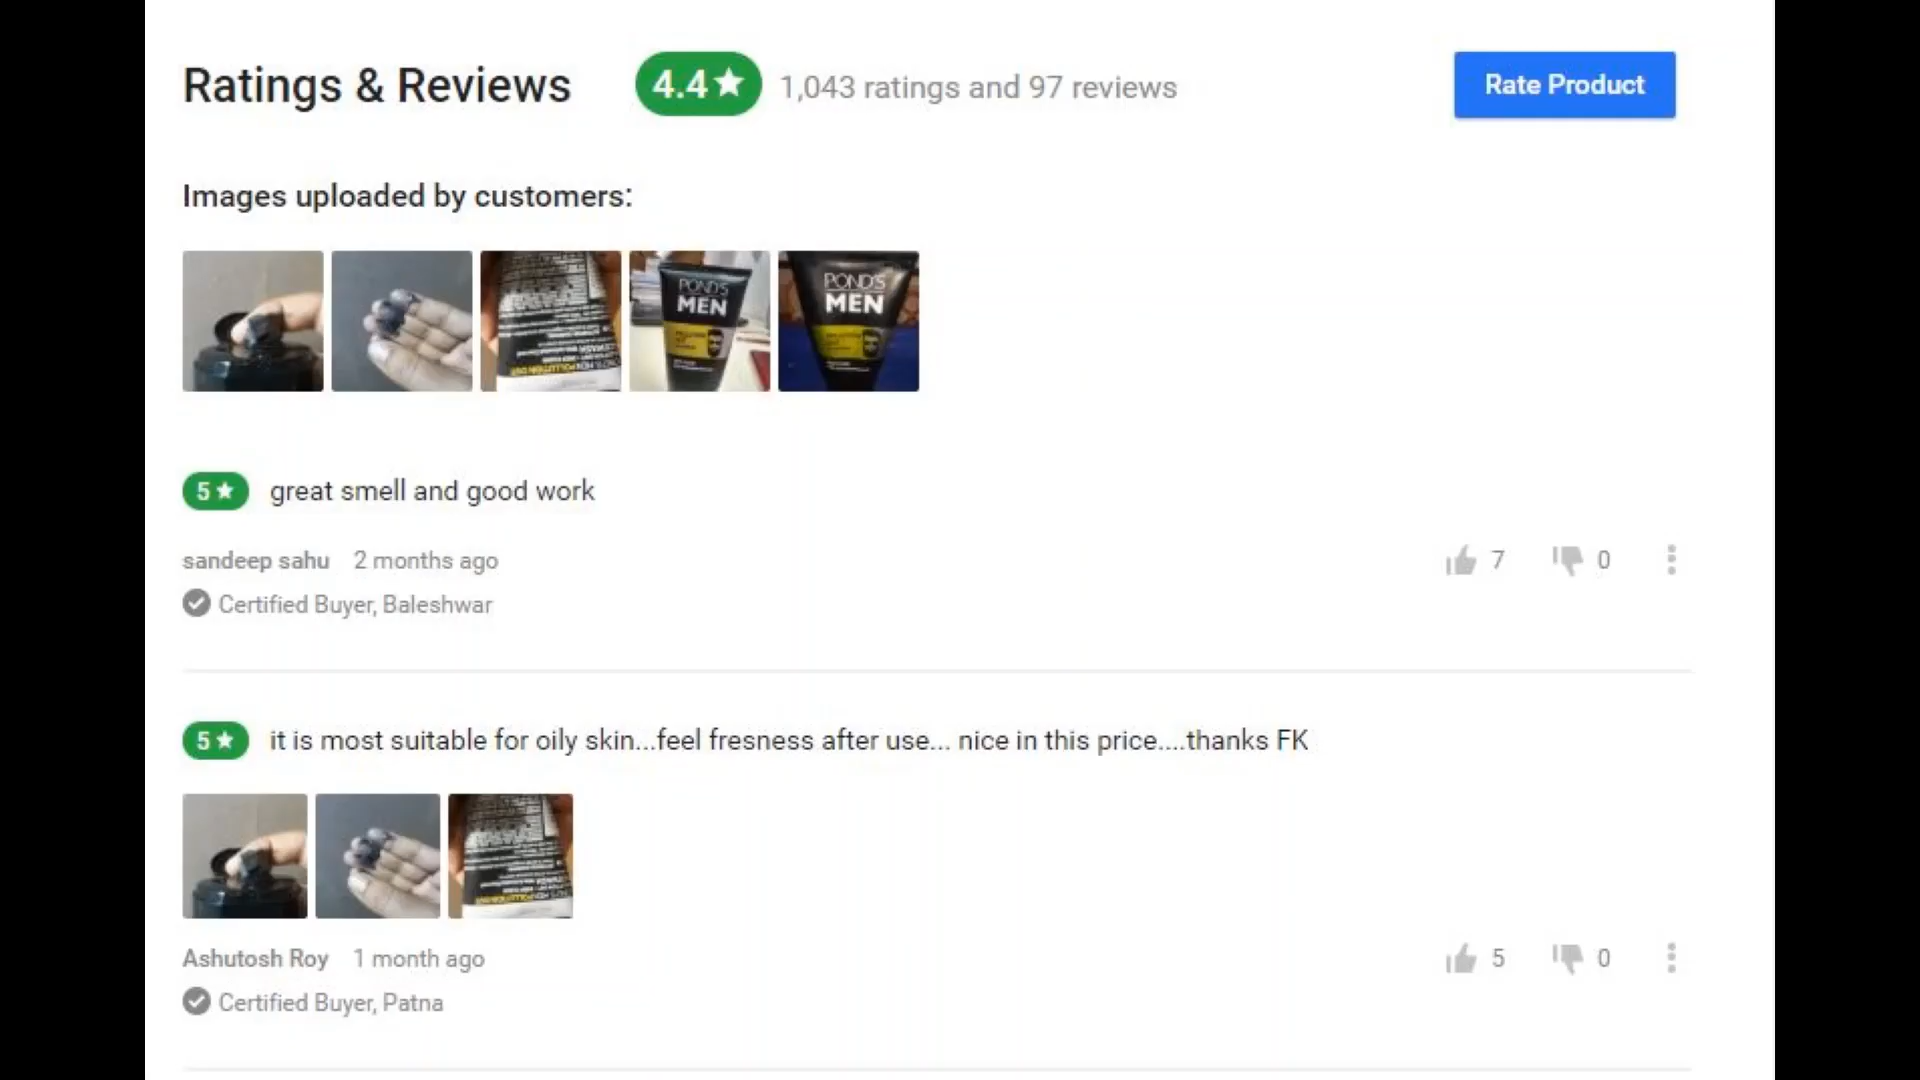 Ratings & Reviews 4.4★ 1,043 ratings and 97 reviews Rate Product
Images uploaded by customers:
POND'S
MEN
POND'S
MEN
5★ great smell and good work
sandeep sahu 2 months ago 7 0
Certified Buyer, Baleshwar
5★ it is most suitable for oily skin...feel fresness after use... nice in this price....thanks FK
Ashutosh Roy 1 month ago 5 0
Certified Buyer, Patna